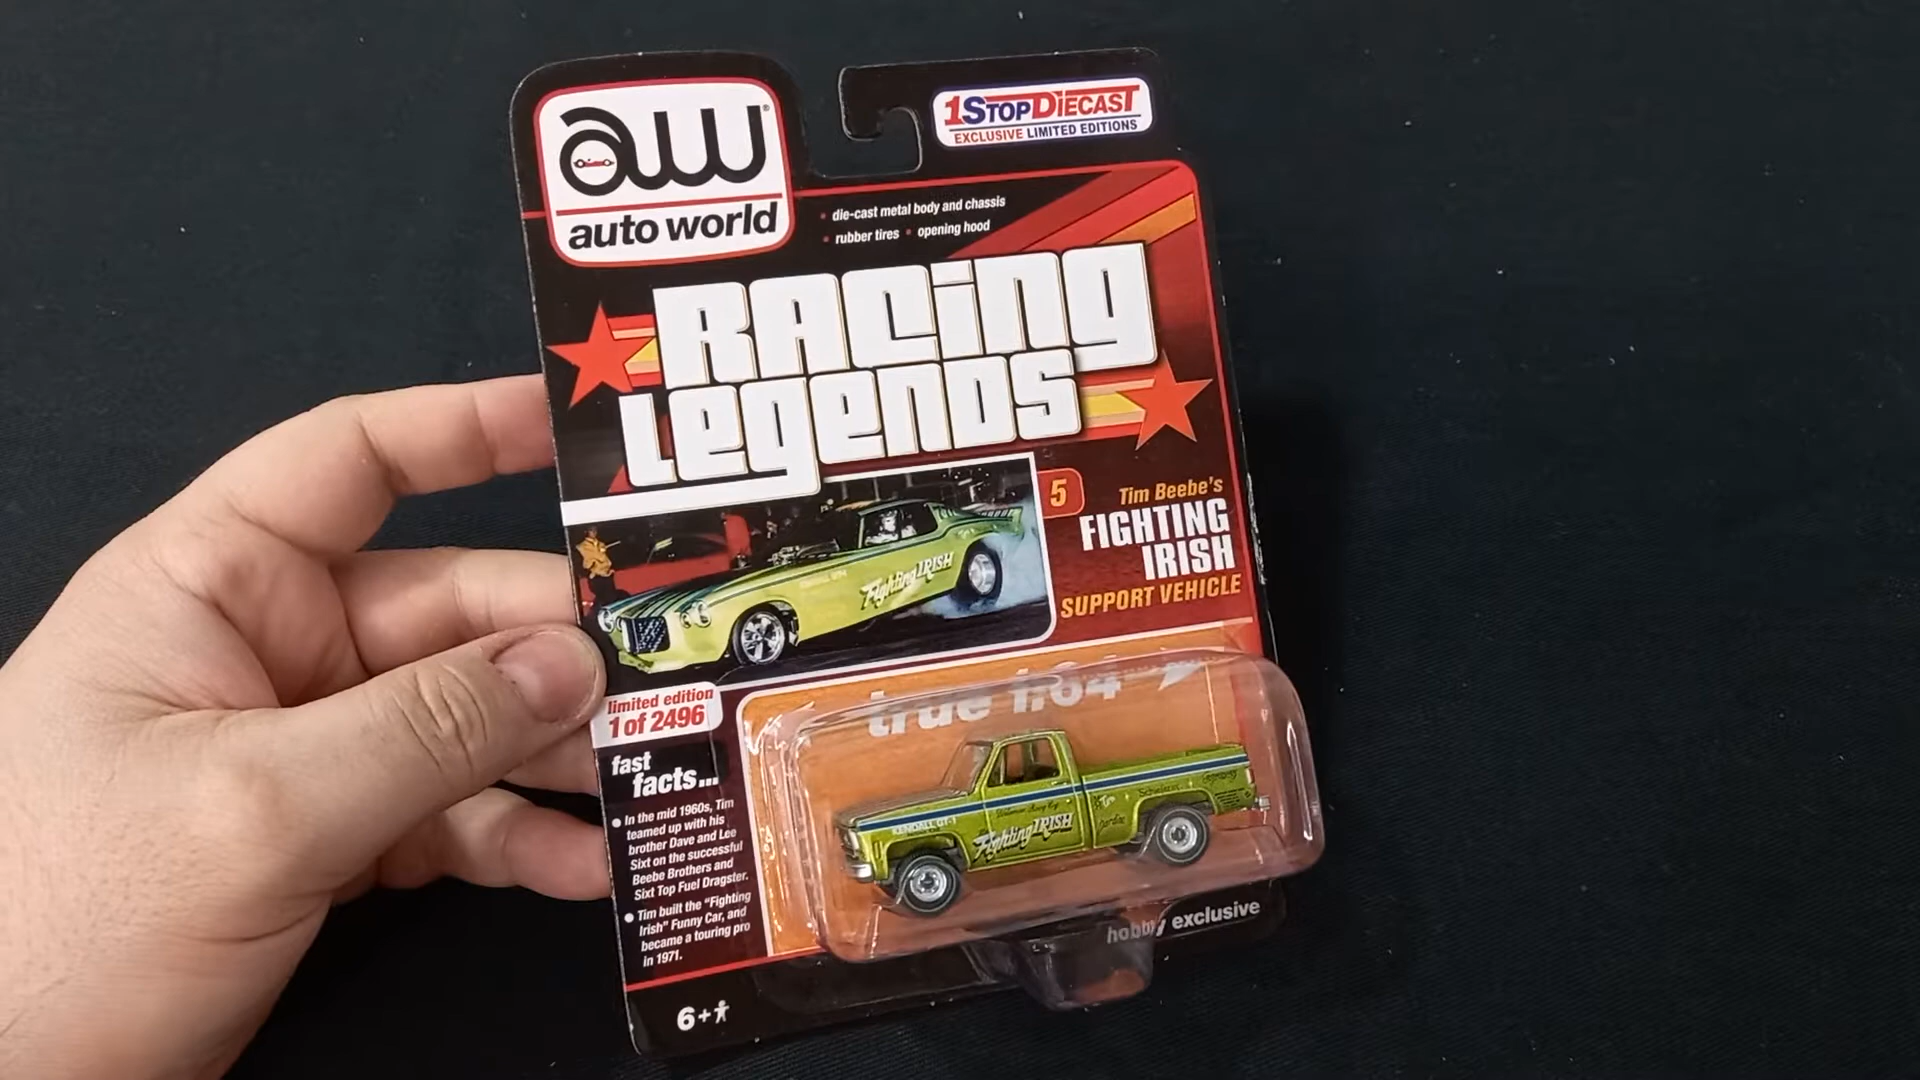 aw®
auto world
1StopDiecast
EXCLUSIVE LIMITED EDITIONS
• die-cast metal body and chassis
• rubber tires • opening hood
Racing
Legends
5
Tim Beebe's
FIGHTING
IRISH
SUPPORT VEHICLE
Fighting IRISH
limited edition
1 of 2496
true 1:64
fast
facts...
• In the mid 1960s, Tim
teamed up with his
brother Dave and Lee
Sixt on the successful
Beebe Brothers and
Sixt Top Fuel Dragster.
• Tim built the "Fighting
Irish" Funny Car, and
became a touring pro
in 1971.
KENDALL GT-1
Fighting IRISH
hobby exclusive
6+